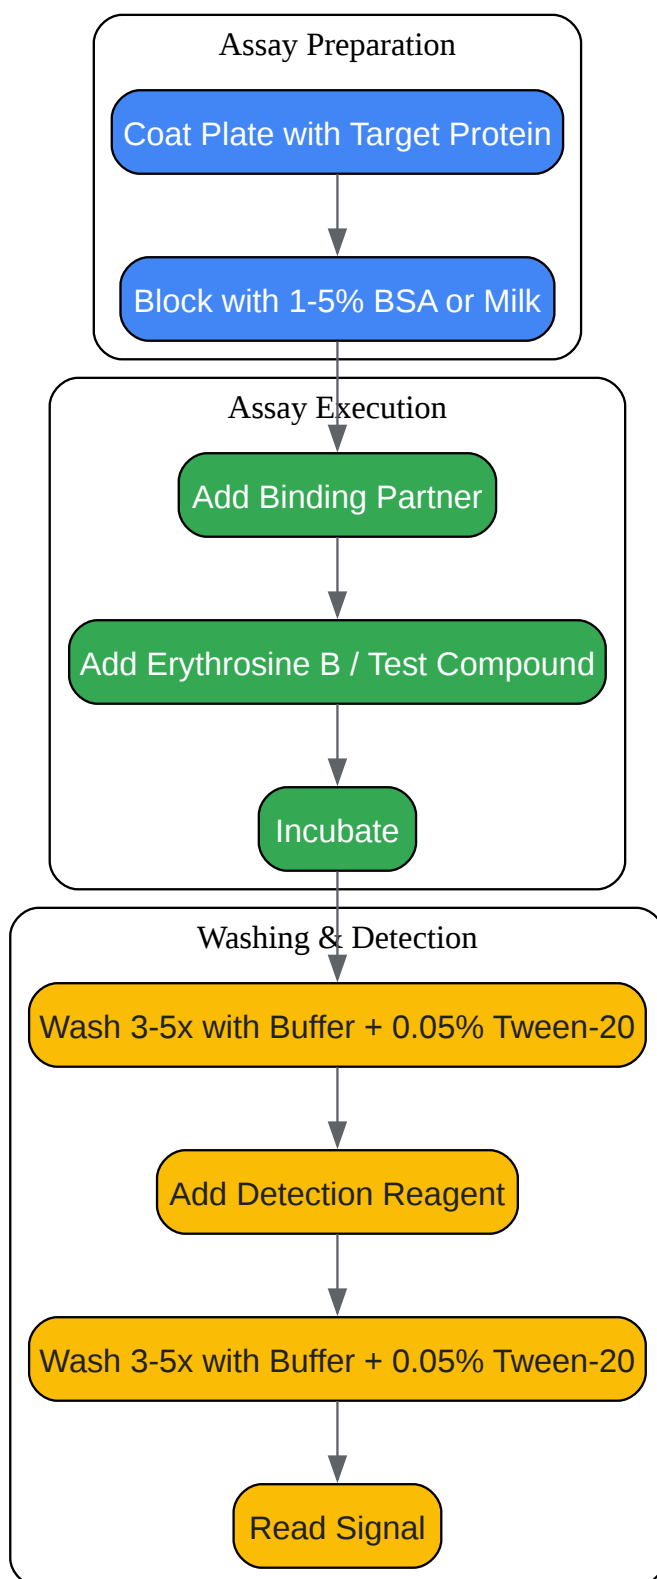 Assay Preparation
Coat Plate with Target Protein
Block with 1-5% BSA or Milk
Assay Execution
Add Binding Partner
Add Erythrosine B / Test Compound
Incubate
Washing & Detection
Wash 3-5x with Buffer + 0.05% Tween-20
Add Detection Reagent
Wash 3-5x with Buffer + 0.05% Tween-20
Read Signal